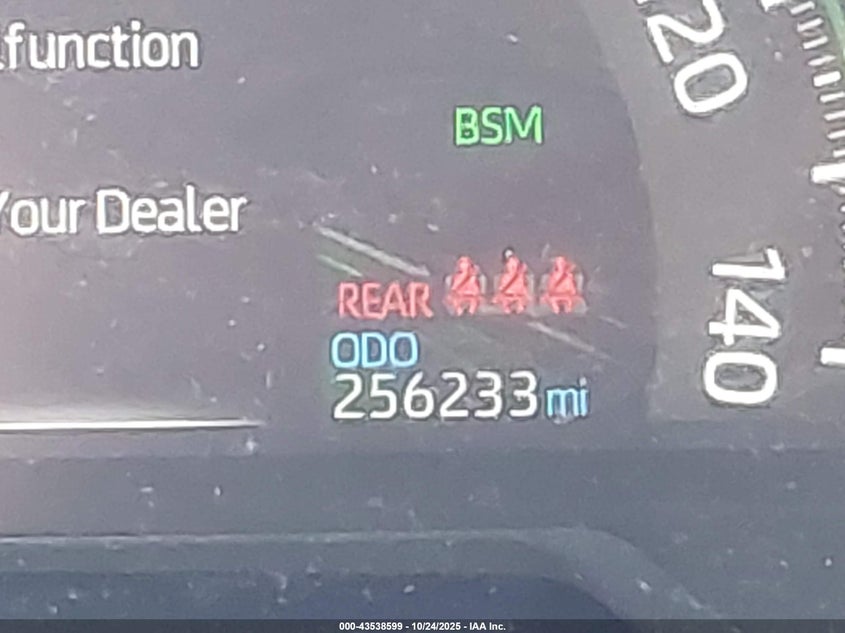 function
120
BSM
Your Dealer
140
REAR
ODO
256233 mi
000-43538599 - 10/24/2025 - IAA Inc.